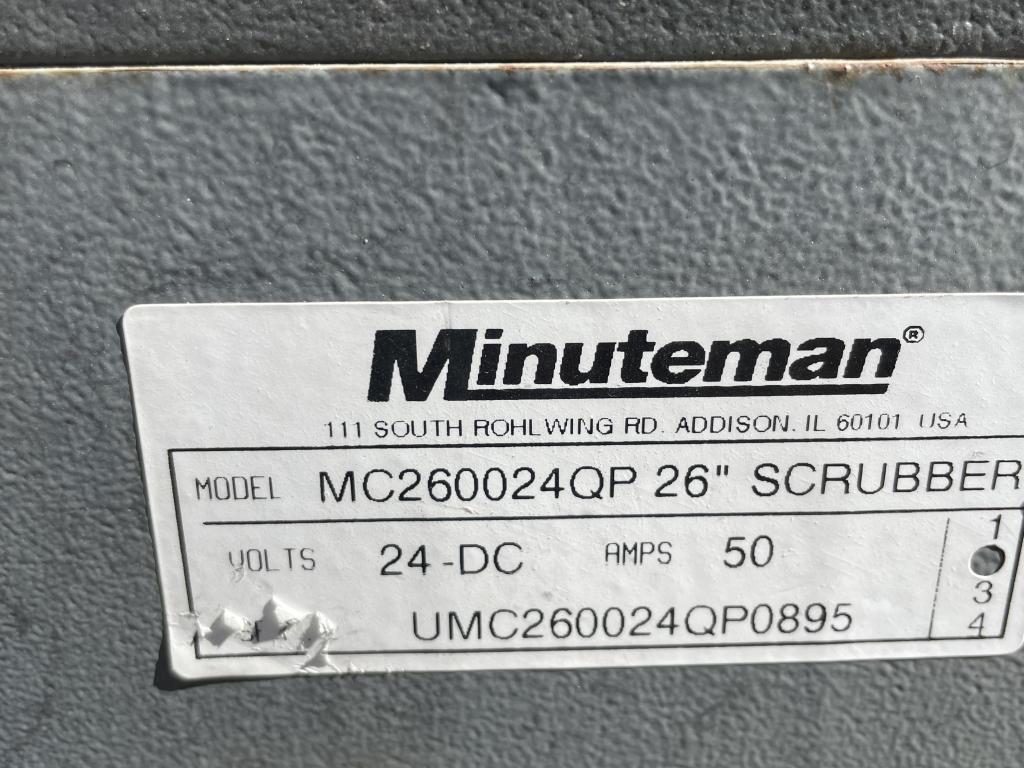 Minuteman®
111 SOUTH ROHLWING RD. ADDISON, IL 60101 USA
MODEL MC260024QP 26" SCRUBBER
VOLTS 24-DC AMPS 50
UMC260024QP0895
1
3
4